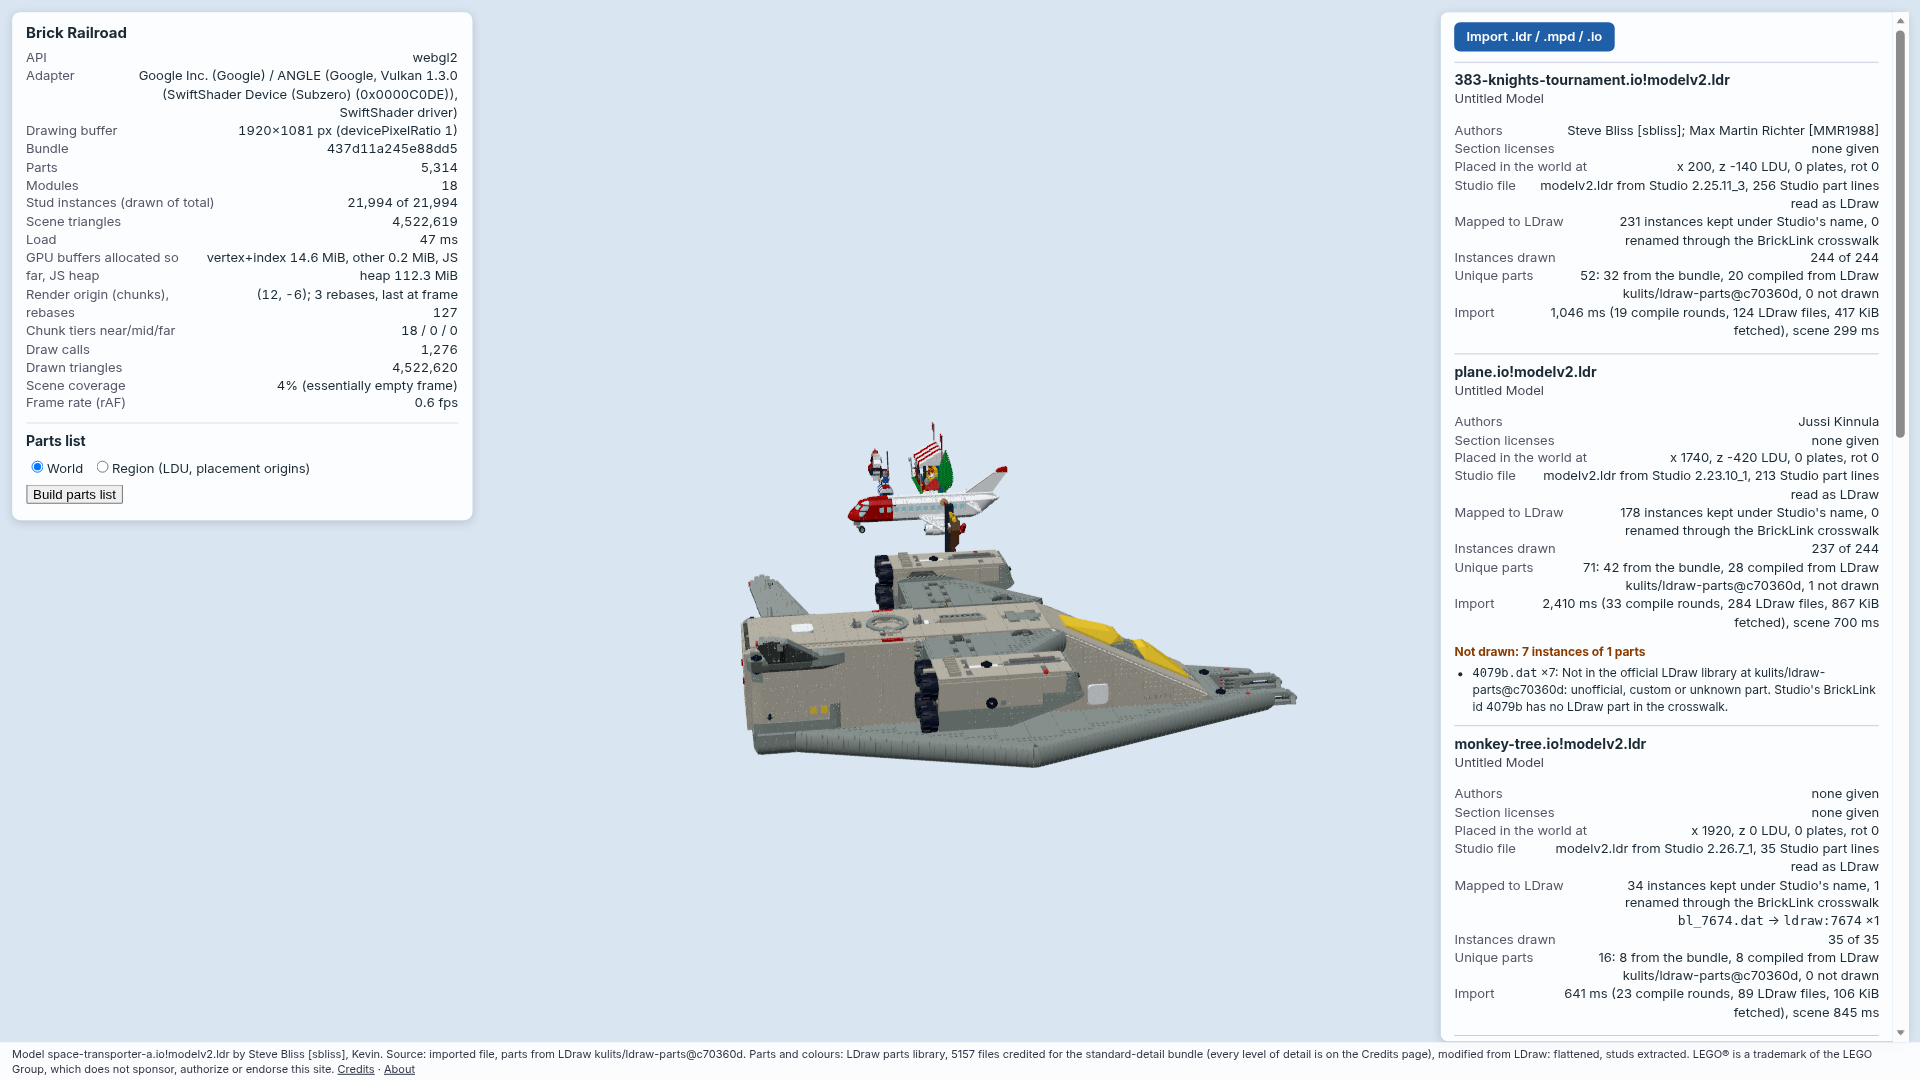 Brick Railroad
API webgl2
Adapter Google Inc. (Google) / ANGLE (Google, Vulkan 1.3.0
(SwiftShader Device (Subzero) (0x0000C0DE)),
SwiftShader driver)
Drawing buffer 1920×1081 px (devicePixelRatio 1)
Bundle 437d11a245e88dd5
Parts 5,314
Modules 18
Stud instances (drawn of total) 21,994 of 21,994
Scene triangles 4,522,619
Load 47 ms
GPU buffers allocated so vertex+index 14.6 MiB, other 0.2 MiB, JS
far, JS heap heap 112.3 MiB
Render origin (chunks), (12, -6); 3 rebases, last at frame
rebases 127
Chunk tiers near/mid/far 18 / 0 / 0
Draw calls 1,276
Drawn triangles 4,522,620
Scene coverage 4% (essentially empty frame)
Frame rate (rAF) 0.6 fps
Parts list
World Region (LDU, placement origins)
Build parts list
Import .ldr / .mpd / .io
383-knights-tournament.io!modelv2.ldr
Untitled Model
Authors Steve Bliss [sbliss]; Max Martin Richter [MMR1988]
Section licenses none given
Placed in the world at x 200, z -140 LDU, 0 plates, rot 0
Studio file modelv2.ldr from Studio 2.25.11_3, 256 Studio part lines
read as LDraw
Mapped to LDraw 231 instances kept under Studio's name, 0
renamed through the BrickLink crosswalk
Instances drawn 244 of 244
Unique parts 52: 32 from the bundle, 20 compiled from LDraw
kulits/ldraw-parts@c70360d, 0 not drawn
Import 1,046 ms (19 compile rounds, 124 LDraw files, 417 KiB
fetched), scene 299 ms
plane.io!modelv2.ldr
Untitled Model
Authors Jussi Kinnula
Section licenses none given
Placed in the world at x 1740, z -420 LDU, 0 plates, rot 0
Studio file modelv2.ldr from Studio 2.23.10_1, 213 Studio part lines
read as LDraw
Mapped to LDraw 178 instances kept under Studio's name, 0
renamed through the BrickLink crosswalk
Instances drawn 237 of 244
Unique parts 71: 42 from the bundle, 28 compiled from LDraw
kulits/ldraw-parts@c70360d, 1 not drawn
Import 2,410 ms (33 compile rounds, 284 LDraw files, 867 KiB
fetched), scene 700 ms
Not drawn: 7 instances of 1 parts
• 4079b.dat ×7: Not in the official LDraw library at kulits/ldraw-
parts@c70360d: unofficial, custom or unknown part. Studio's BrickLink
id 4079b has no LDraw part in the crosswalk.
monkey-tree.io!modelv2.ldr
Untitled Model
Authors none given
Section licenses none given
Placed in the world at x 1920, z 0 LDU, 0 plates, rot 0
Studio file modelv2.ldr from Studio 2.26.7_1, 35 Studio part lines
read as LDraw
Mapped to LDraw 34 instances kept under Studio's name, 1
renamed through the BrickLink crosswalk
bl_7674.dat → ldraw:7674 ×1
Instances drawn 35 of 35
Unique parts 16: 8 from the bundle, 8 compiled from LDraw
kulits/ldraw-parts@c70360d, 0 not drawn
Import 641 ms (23 compile rounds, 89 LDraw files, 106 KiB
fetched), scene 845 ms
Model space-transporter-a.io!modelv2.ldr by Steve Bliss [sbliss], Kevin. Source: imported file, parts from LDraw kulits/ldraw-parts@c70360d. Parts and colours: LDraw parts library, 5157 files credited for the standard-detail bundle (every level of detail is on the Credits page), modified from LDraw: flattened, studs extracted. LEGO® is a trademark of the LEGO
Group, which does not sponsor, authorize or endorse this site. Credits · About